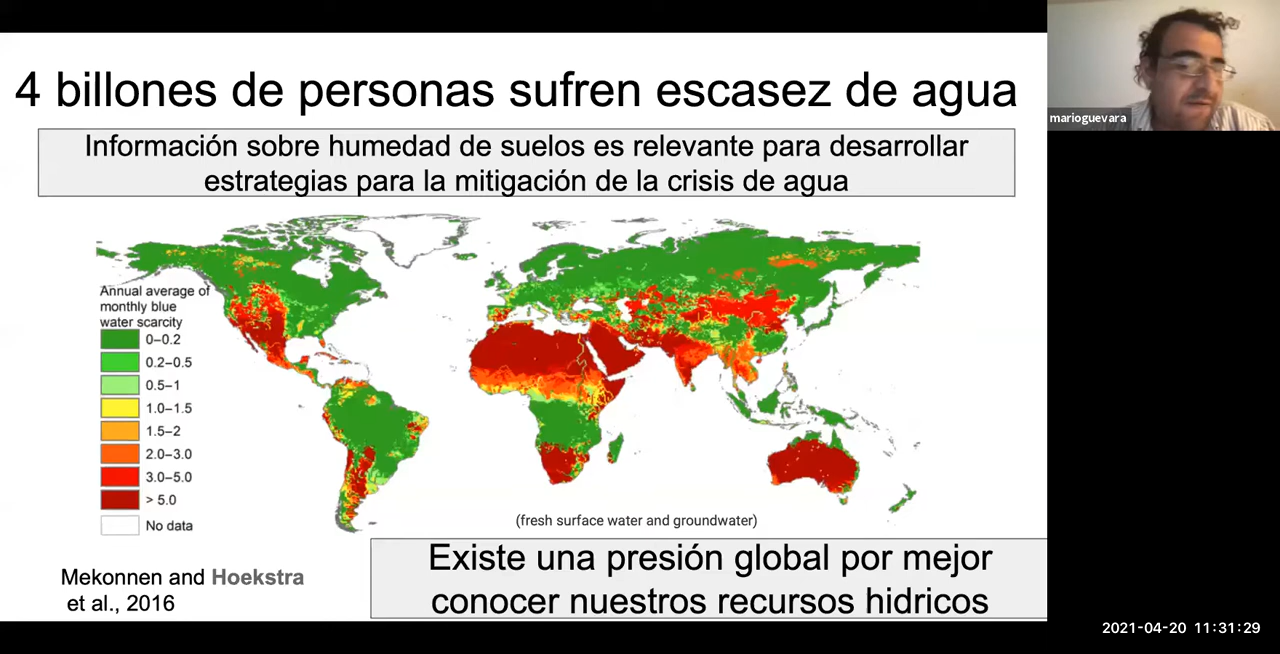 4 billones de personas sufren escasez de agua
marioguevara
Información sobre humedad de suelos es relevante para desarrollar
estrategias para la mitigación de la crisis de agua
Annual average of
monthly blue
water scarcity
0–0.2
0.2–0.5
0.5–1
1.0–1.5
1.5–2
2.0–3.0
3.0–5.0
> 5.0
No data
(fresh surface water and groundwater)
Existe una presión global por mejor
conocer nuestros recursos hidricos
Mekonnen and Hoekstra
et al., 2016
2021-04-20 11:31:29